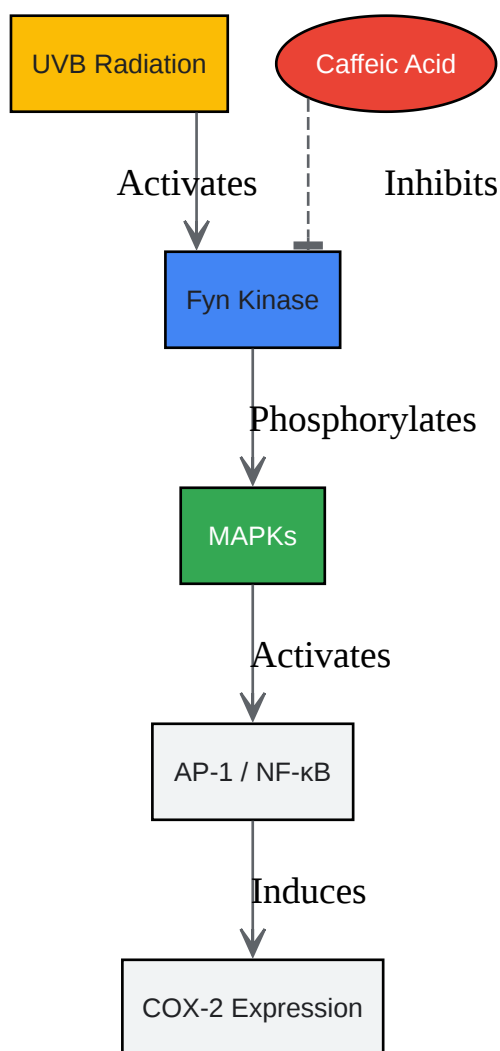 UVB Radiation
Caffeic Acid
Activates
Inhibits
Fyn Kinase
Phosphorylates
MAPKs
Activates
AP-1 / NF-κB
Induces
COX-2 Expression